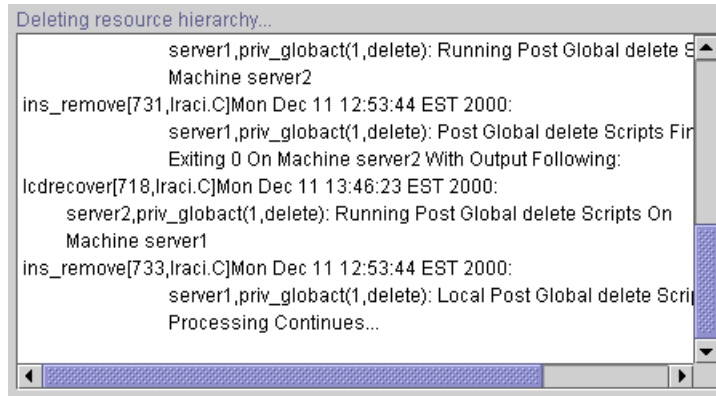 Deleting resource hierarchy...
server1,priv_globact(1,delete): Running Post Global delete S
Machine server2
ins_remove[731,lraci.C]Mon Dec 11 12:53:44 EST 2000:
server1,priv_globact(1,delete): Post Global delete Scripts Fin
Exiting 0 On Machine server2 With Output Following:
lcdrecover[718,lraci.C]Mon Dec 11 13:46:23 EST 2000:
server2,priv_globact(1,delete): Running Post Global delete Scripts On
Machine server1
ins_remove[733,lraci.C]Mon Dec 11 12:53:44 EST 2000:
server1,priv_globact(1,delete): Local Post Global delete Scrip
Processing Continues...